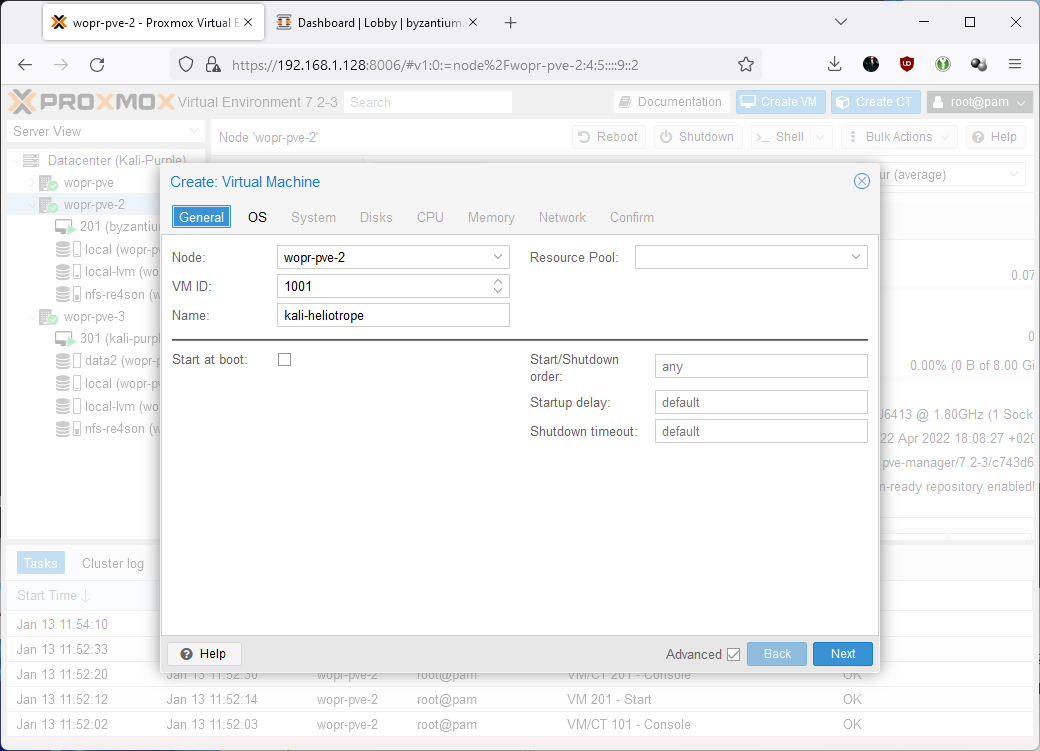 wopr-pve-2 - Proxmox Virtual E
Dashboard | Lobby | byzantium.
https://192.168.1.128:8006/#v1:0:=node%2Fwopr-pve-2:4:5::::9::2
PROXMOX Virtual Environment 7.2-3 Search Documentation Create VM Create CT root@pam
Server View
Node 'wopr-pve-2' Reboot Shutdown >_ Shell Bulk Actions Help
Datacenter (Kali-Purple)
wopr-pve
(average)
wopr-pve-2
201 (byzantiu
local (wopr-p
local-lvm (wo
nfs-re4son (w
wopr-pve-3
301 (kali-purpl
data2 (wopr-p
local (wopr-p
local-lvm (wo
nfs-re4son (w
0.07
0
0.00% (0 B of 8.00 Gi
J6413 @ 1.80GHz (1 Sock
22 Apr 2022 18:08:27 +020
pve-manager/7.2-3/c743d6
n-ready repository enabled!
Create: Virtual Machine
General OS System Disks CPU Memory Network Confirm
Node: wopr-pve-2 Resource Pool:
VM ID: 1001
Name: kali-heliotrope
Start at boot:
Start/Shutdown
order: any
Startup delay: default
Shutdown timeout: default
Help Advanced Back Next
Tasks Cluster log
Start Time
Jan 13 11:54:10
Jan 13 11:52:33
Jan 13 11:52:20 Jan 13 11:52:30 wopr-pve-2 root@pam VM/CT 201 - Console OK
Jan 13 11:52:12 Jan 13 11:52:14 wopr-pve-2 root@pam VM 201 - Start OK
Jan 13 11:52:02 Jan 13 11:52:03 wopr-pve-2 root@pam VM/CT 101 - Console OK